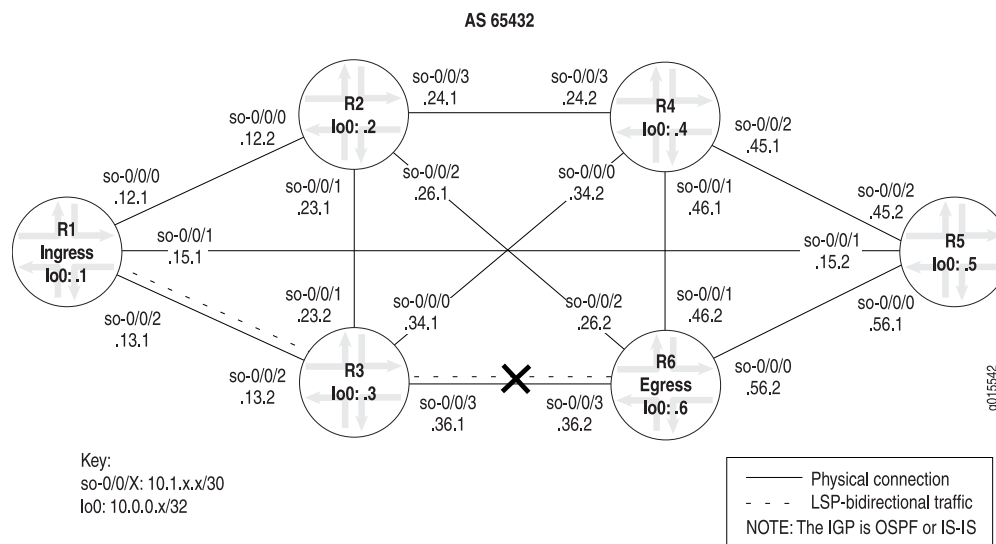 AS 65432
so-0/0/3
.24.1
so-0/0/3
.24.2
R2
lo0: .2
R4
lo0: .4
so-0/0/0
.12.2
so-0/0/2
.45.1
so-0/0/2
.26.1
so-0/0/0
.34.2
so-0/0/0
.12.1
so-0/0/1
.23.1
so-0/0/1
.46.1
so-0/0/2
.45.2
R1
Ingress
lo0: .1
so-0/0/1
.15.1
so-0/0/1
.15.2
R5
lo0: .5
so-0/0/2
.13.1
so-0/0/1
.23.2
so-0/0/0
.34.1
so-0/0/2
.26.2
so-0/0/1
.46.2
so-0/0/0
.56.1
so-0/0/2
.13.2
R3
lo0: .3
R6
Egress
lo0: .6
so-0/0/0
.56.2
so-0/0/3
.36.1
so-0/0/3
.36.2
g015542
Key:
so-0/0/X: 10.1.x.x/30
lo0: 10.0.0.x/32
Physical connection
LSP-bidirectional traffic
NOTE: The IGP is OSPF or IS-IS